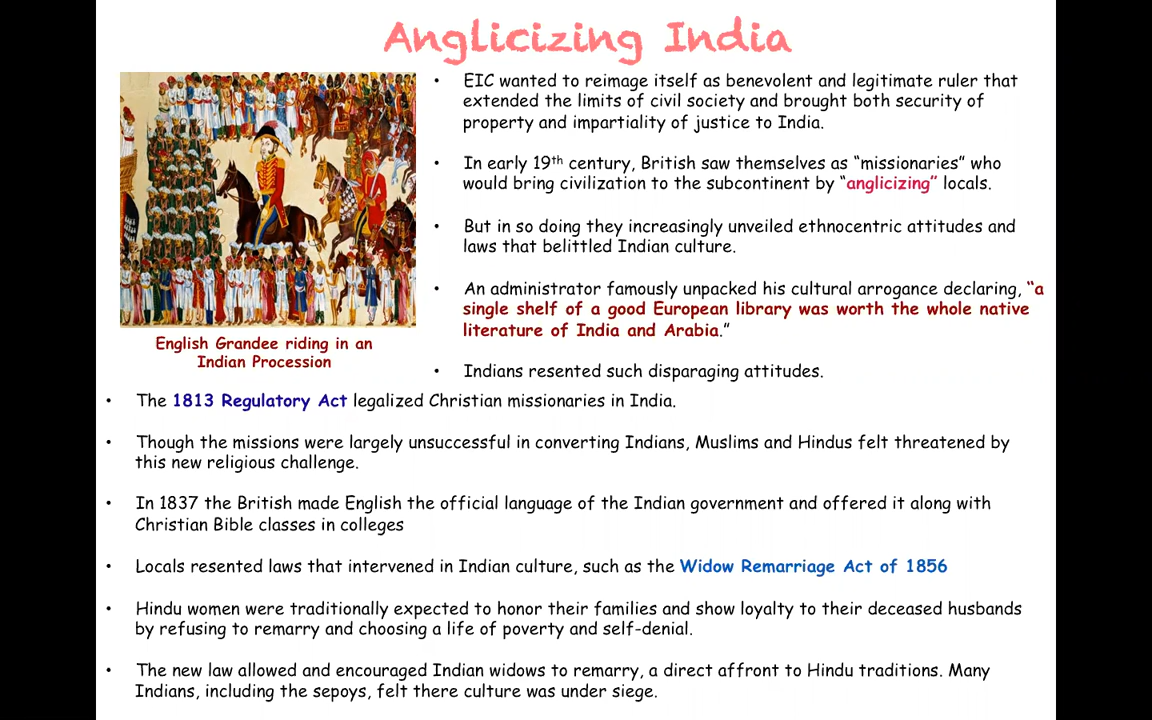 Anglicizing India
• EIC wanted to reimage itself as benevolent and legitimate ruler that
extended the limits of civil society and brought both security of
property and impartiality of justice to India.
• In early 19th century, British saw themselves as “missionaries” who
would bring civilization to the subcontinent by “anglicizing” locals.
• But in so doing they increasingly unveiled ethnocentric attitudes and
laws that belittled Indian culture.
• An administrator famously unpacked his cultural arrogance declaring, “a
single shelf of a good European library was worth the whole native
literature of India and Arabia.”
• Indians resented such disparaging attitudes.
English Grandee riding in an
Indian Procession
• The 1813 Regulatory Act legalized Christian missionaries in India.
• Though the missions were largely unsuccessful in converting Indians, Muslims and Hindus felt threatened by
this new religious challenge.
• In 1837 the British made English the official language of the Indian government and offered it along with
Christian Bible classes in colleges
• Locals resented laws that intervened in Indian culture, such as the Widow Remarriage Act of 1856
• Hindu women were traditionally expected to honor their families and show loyalty to their deceased husbands
by refusing to remarry and choosing a life of poverty and self-denial.
• The new law allowed and encouraged Indian widows to remarry, a direct affront to Hindu traditions. Many
Indians, including the sepoys, felt there culture was under siege.